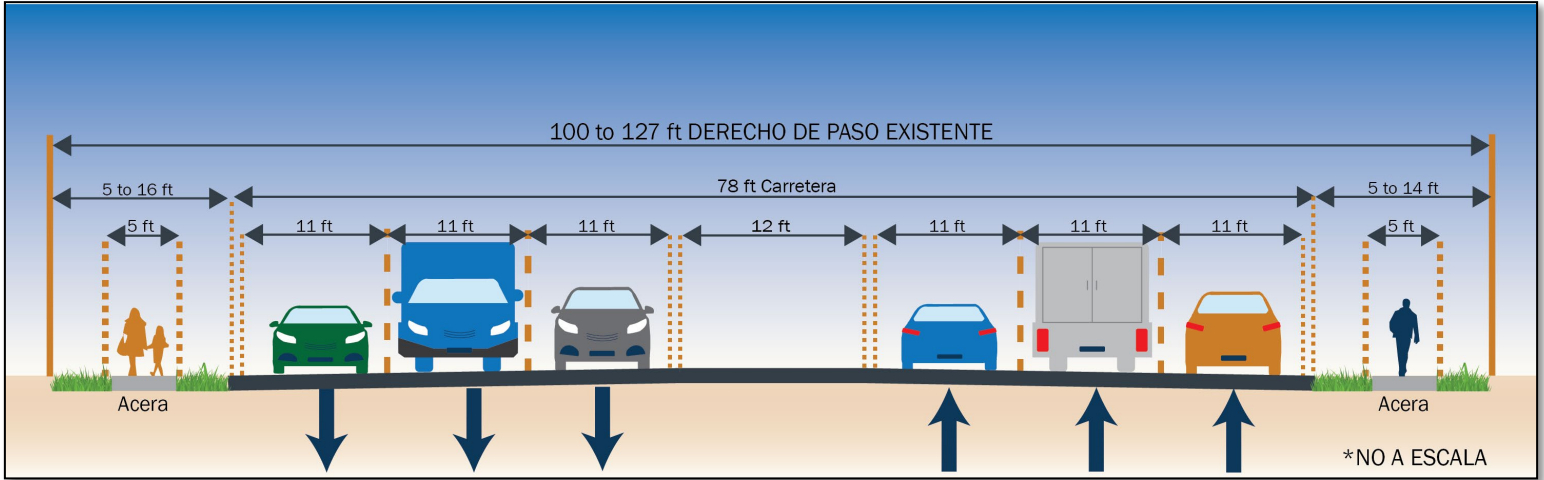 100 to 127 ft DERECHO DE PASO EXISTENTE
5 to 16 ft
78 ft Carretera
5 to 14 ft
5 ft
11 ft
11 ft
11 ft
12 ft
11 ft
11 ft
11 ft
5 ft
Acera
Acera
*NO A ESCALA